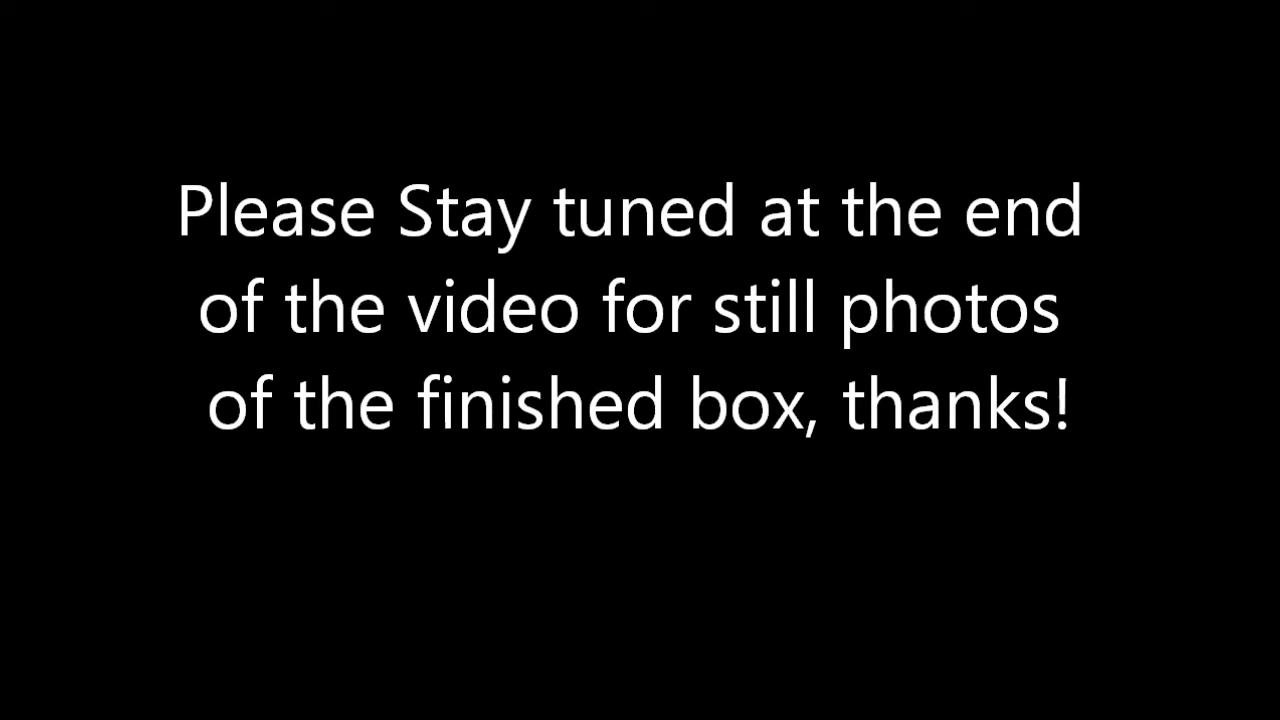 Please Stay tuned at the end
of the video for still photos
of the finished box, thanks!